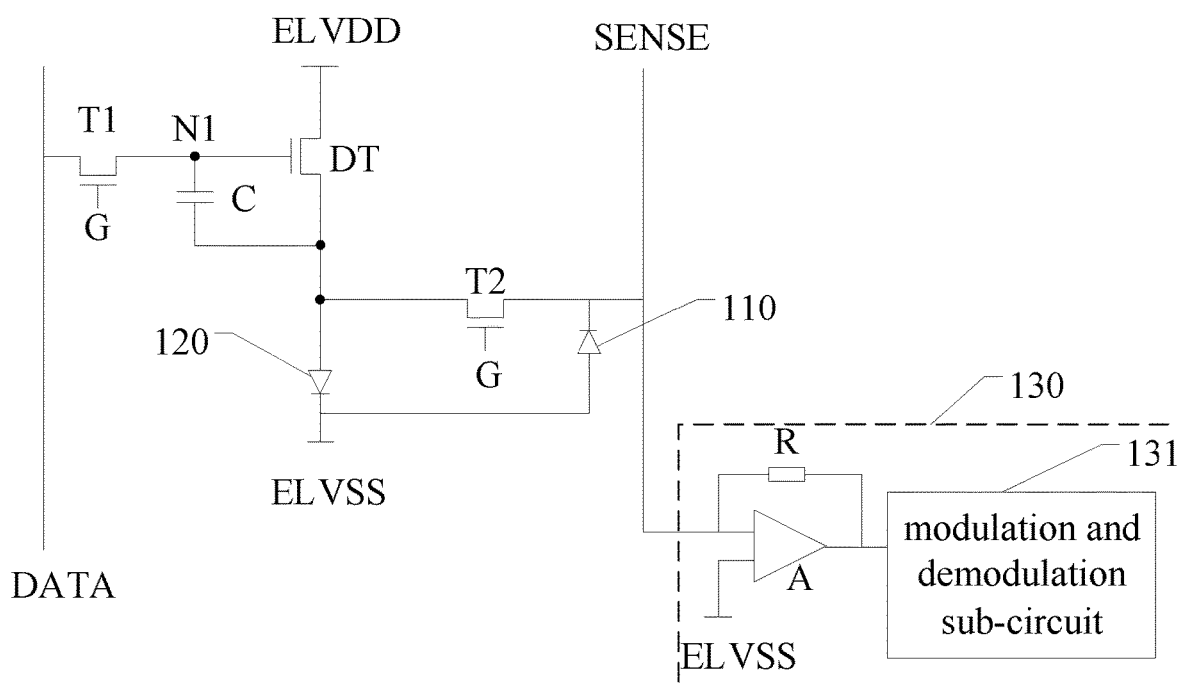 ELVDD
SENSE
T1
N1
DT
G
C
T2
110
120
G
130
ELVSS
R
131
modulation and
demodulation
sub-circuit
A
DATA
ELVSS